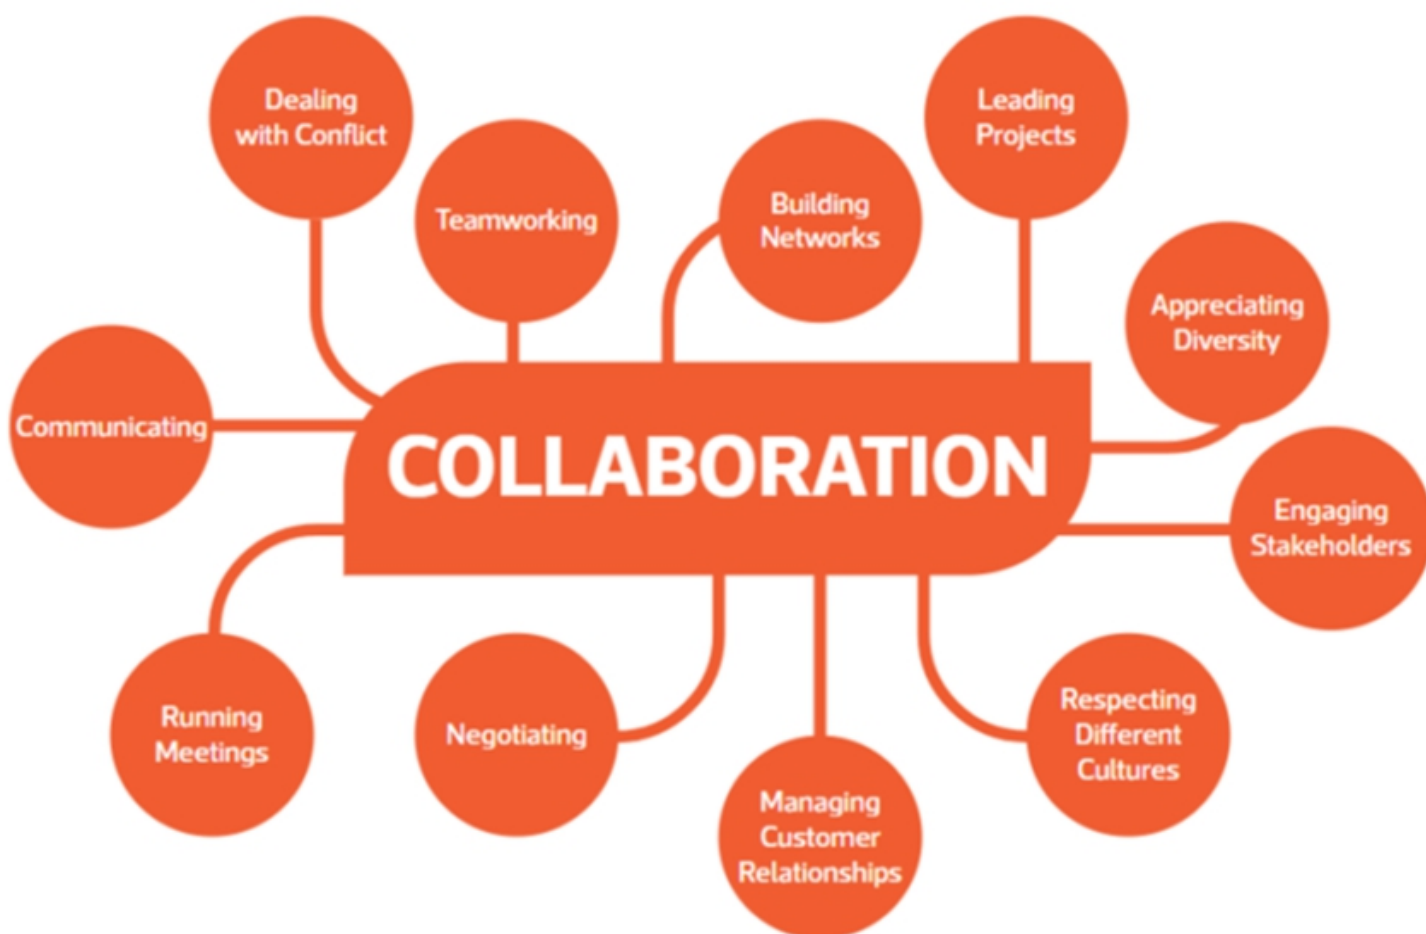 Dealing
with Conflict
Teamworking
Building
Networks
Leading
Projects
Appreciating
Diversity
Communicating
COLLABORATION
Engaging
Stakeholders
Running
Meetings
Negotiating
Managing
Customer
Relationships
Respecting
Different
Cultures